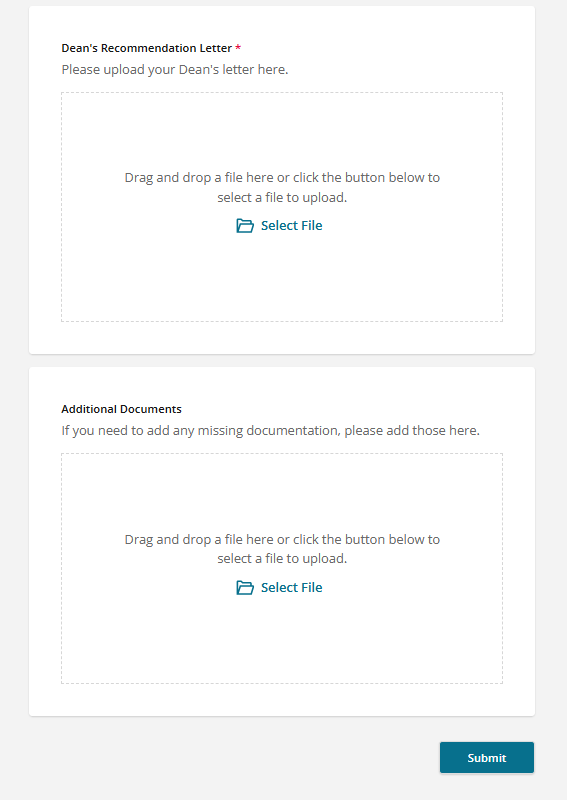 Dean's Recommendation Letter *
Please upload your Dean's letter here.
Drag and drop a file here or click the button below to
select a file to upload.
Select File
Additional Documents
If you need to add any missing documentation, please add those here.
Drag and drop a file here or click the button below to
select a file to upload.
Select File
Submit